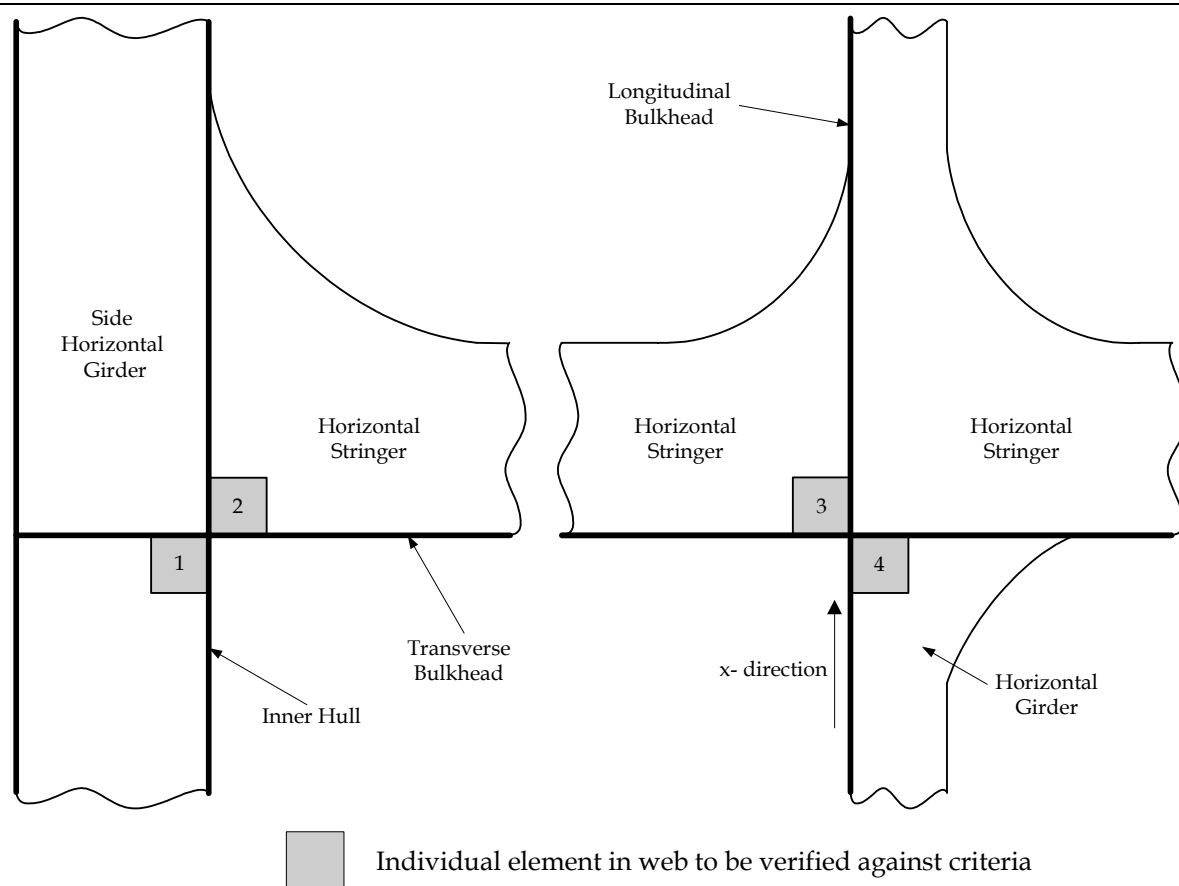 Longitudinal
Bulkhead
Side
Horizontal
Girder
Horizontal
Stringer
Horizontal
Stringer
Horizontal
Stringer
2
3
1
4
Transverse
Bulkhead
x- direction
Inner Hull
Horizontal
Girder
Individual element in web to be verified against criteria